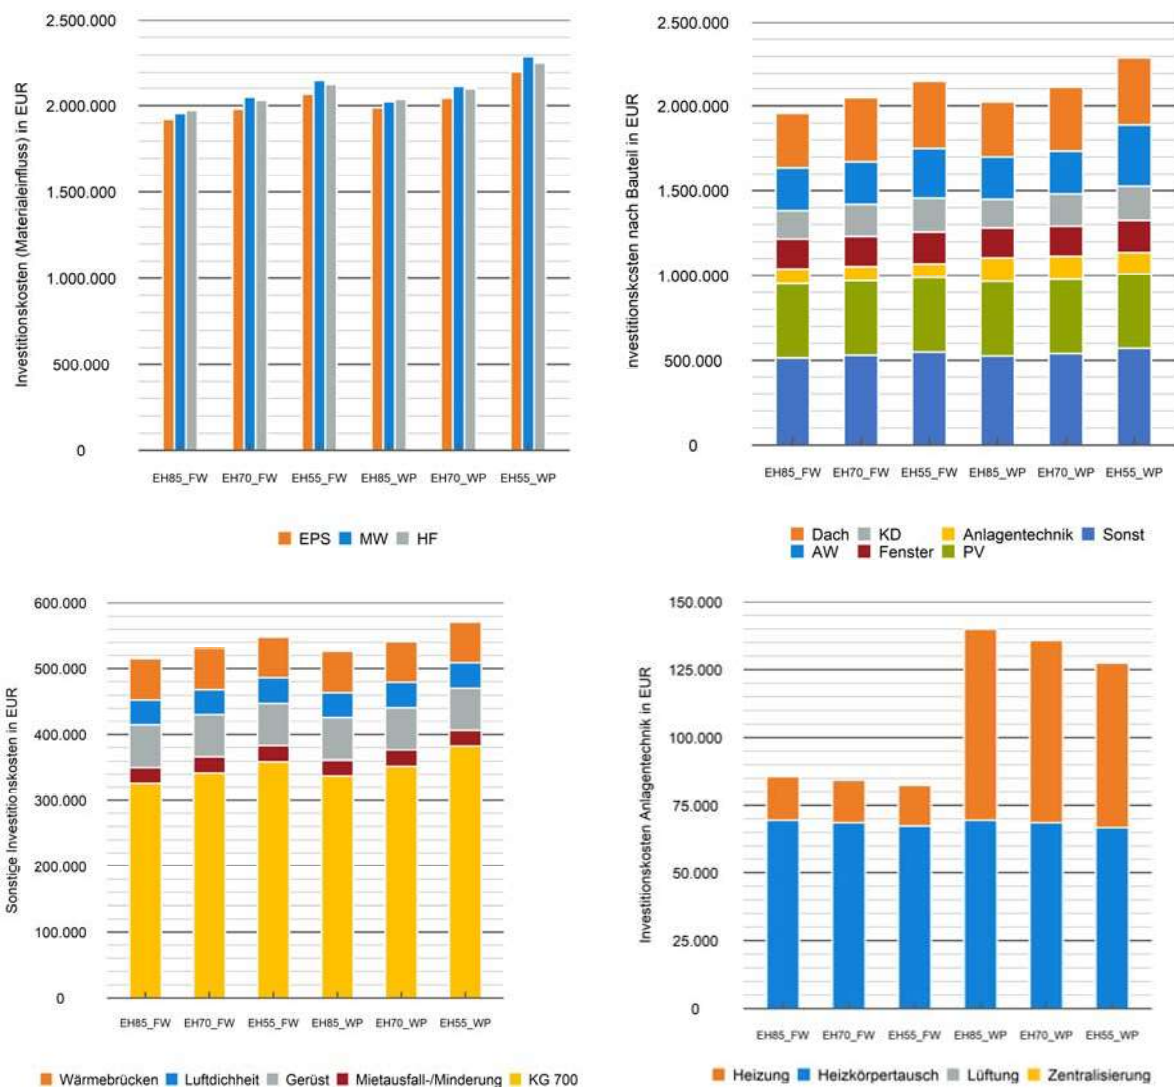 Investitionskosten (Materialeinfluss) in EUR
2.500.000
2.000.000
1.500.000
1.000.000
500.000
0
EH85_FW EH70_FW EH55_FW EH85_WP EH70_WP EH55_WP
EPS MW HF
nvestitionskosten nach Bauteil in EUR
2.500.000
2.000.000
1.500.000
1.000.000
500.000
0
EH85_FW EH70_FW EH55_FW EH85_WP EH70_WP EH55_WP
Dach KD Anlagentechnik Sonst
AW Fenster PV
Sonstige Investitionskosten in EUR
600.000
500.000
400.000
300.000
200.000
100.000
0
EH85_FW EH70_FW EH55_FW EH85_WP EH70_WP EH55_WP
Wärmebrücken Luftdichheit Gerüst Mietausfall-/Minderung KG 700
Investitionskosten Anlagentechnik in EUR
150.000
125.000
100.000
75.000
50.000
25.000
0
EH85_FW EH70_FW EH55_FW EH85_WP EH70_WP EH55_WP
Heizung Heizkörpertausch Lüftung Zentralisierung